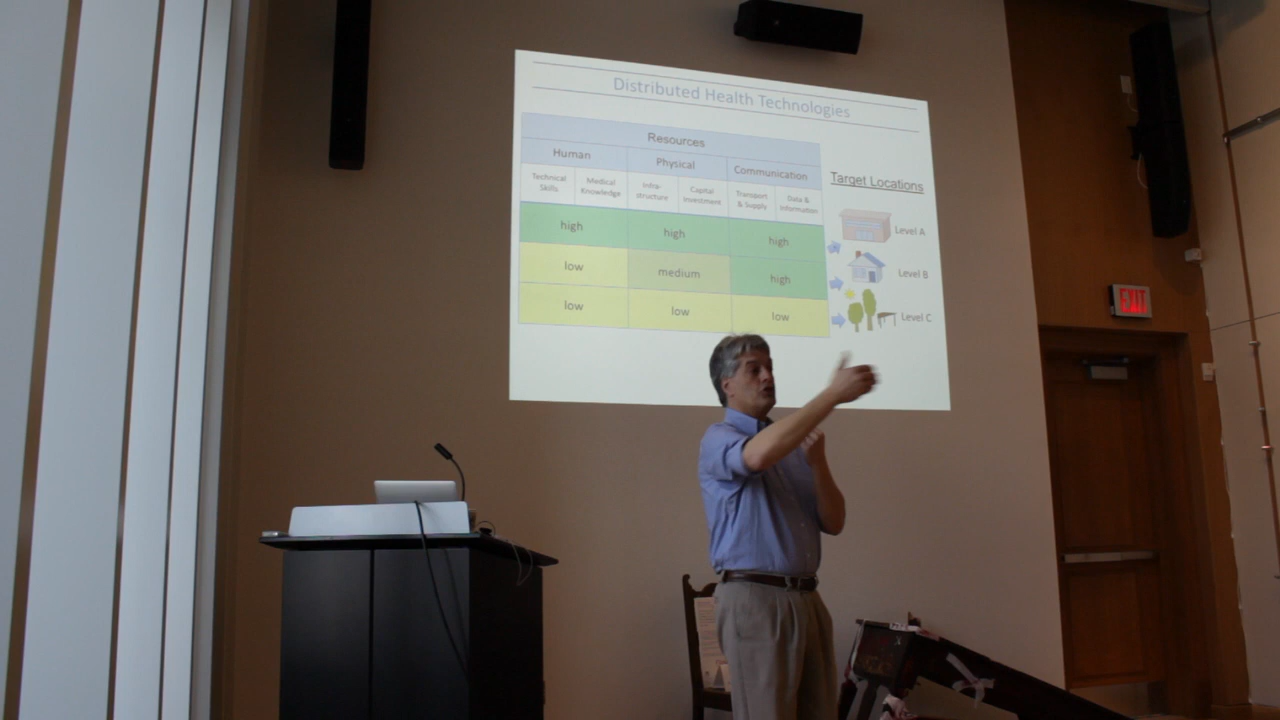 Distributed Health Technologies
Resources
Human Physical Communication
Technical Skills Medical Knowledge Infra-structure Capital Investment Transport & Supply Data & Information
high high high
low medium high
low low low
Target Locations
Level A
Level B
Level C
EXIT